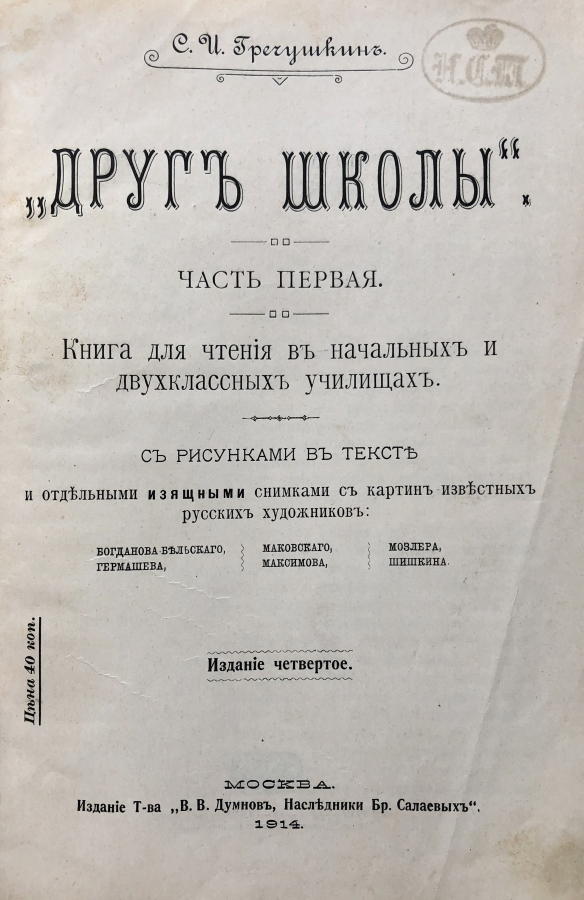 С. И. Гречушкинъ.
Н.С.Т.
„ДРУГЪ ШКОЛЫ“.
ЧАСТЬ ПЕРВАЯ.
Книга для чтенія въ начальныхъ и
двухклассныхъ училищахъ.
СЪ РИСУНКАМИ ВЪ ТЕКСТѢ
и отдѣльными изящными снимками съ картинъ извѣстныхъ
русскихъ художниковъ:
БОГДАНОВА-БѢЛЬСКАГО,
ГЕРМАШЕВА,
МАКОВСКАГО,
МАКСИМОВА,
МОЭЛЕРА,
ШИШКИНА.
Цѣна 40 коп.
Изданіе четвертое.
МОСКВА.
Изданіе Т-ва „В. В. Думновъ, Наслѣдники Бр. Салаевыхъ“.
1914.